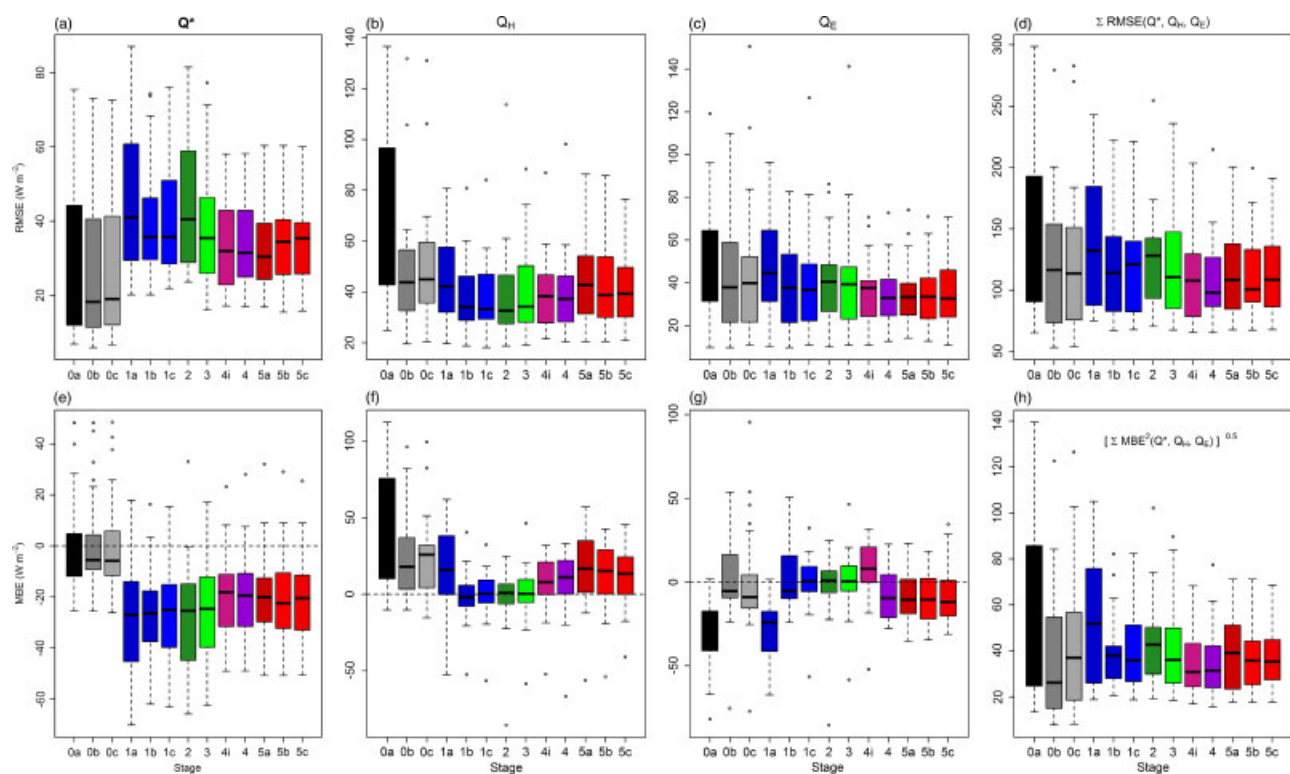 (a) Q* (b) Q_H (c) Q_E (d) Σ RMSE(Q*, Q_H, Q_E)
RMSE (W m⁻²)
20 40 60 80
20 40 60 80 100 120 140
20 40 60 80 100 120 140
50 100 150 200 250 300
0a 0b 0c 1a 1b 1c 2 3 4i 4 5a 5b 5c
0a 0b 0c 1a 1b 1c 2 3 4i 4 5a 5b 5c
0a 0b 0c 1a 1b 1c 2 3 4i 4 5a 5b 5c
0a 0b 0c 1a 1b 1c 2 3 4i 4 5a 5b 5c
(e) (f) (g) (h)
[ Σ MBE²(Q*, Q_H, Q_E) ] ^0.5
MBE (W m⁻²)
-60 -40 -20 0 20 40
-50 0 50 100
-50 0 50 100
20 40 60 80 100 120 140
0a 0b 0c 1a 1b 1c 2 3 4i 4 5a 5b 5c
0a 0b 0c 1a 1b 1c 2 3 4i 4 5a 5b 5c
0a 0b 0c 1a 1b 1c 2 3 4i 4 5a 5b 5c
0a 0b 0c 1a 1b 1c 2 3 4i 4 5a 5b 5c
Stage Stage Stage Stage